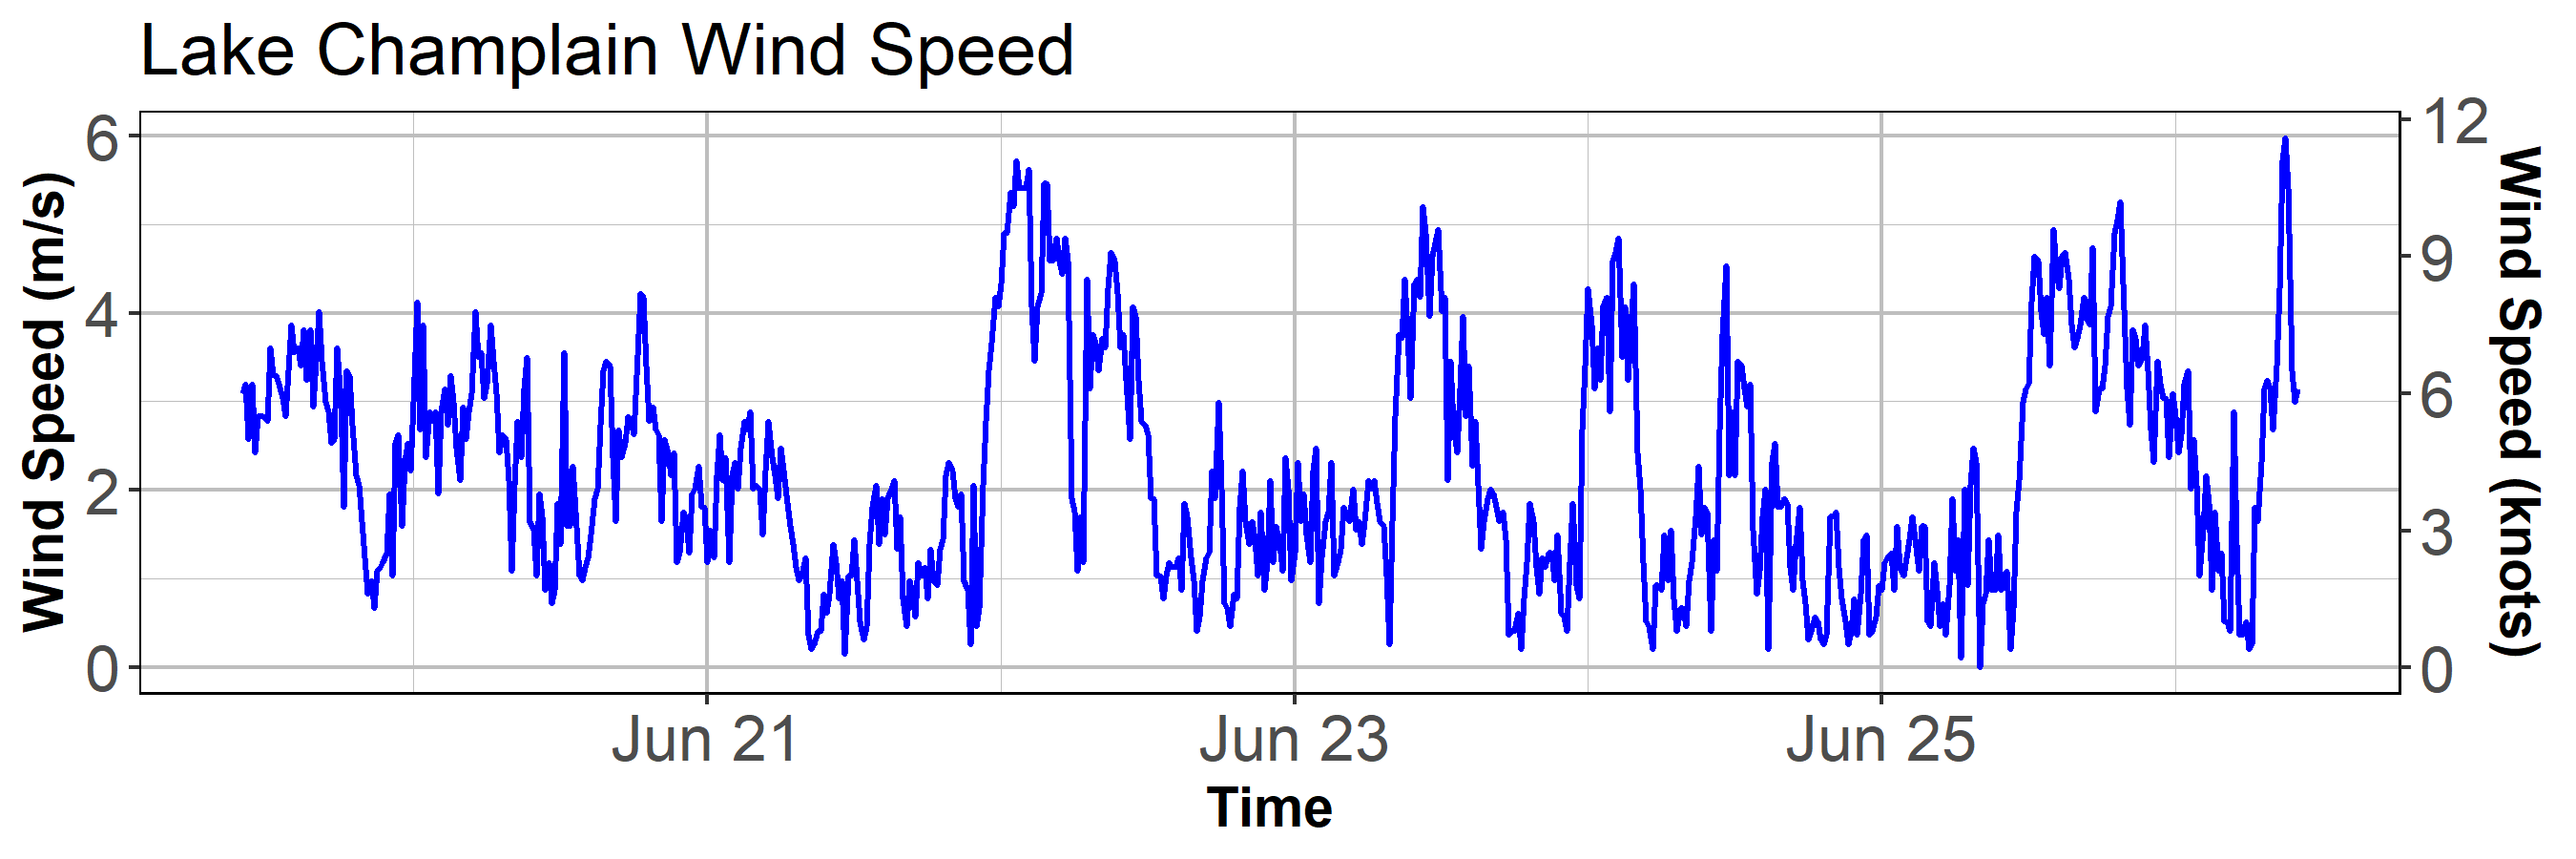 Lake Champlain Wind Speed
Wind Speed (m/s)
6
4
2
0
12
9
6
3
0
Wind Speed (knots)
Jun 21
Jun 23
Jun 25
Time